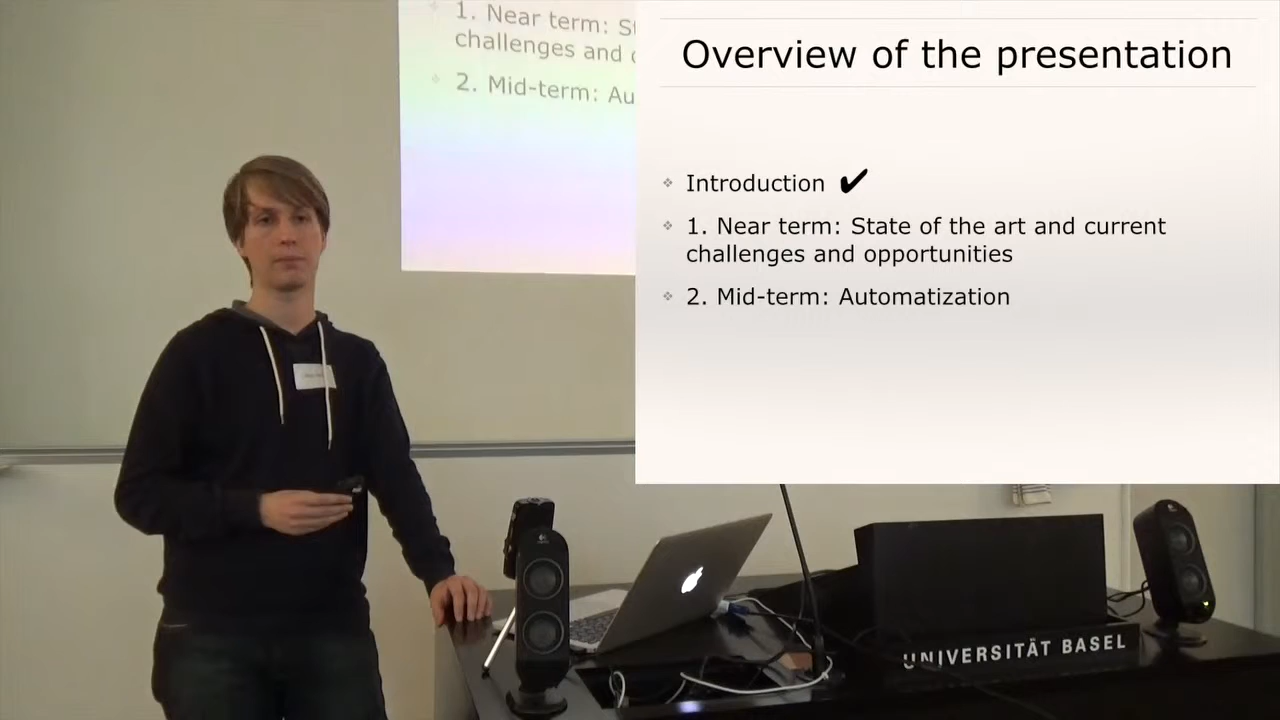 1. Near term: St
challenges and o
2. Mid-term: Au
Overview of the presentation
Introduction ✔
1. Near term: State of the art and current
challenges and opportunities
2. Mid-term: Automatization
UNIVERSITÄT BASEL